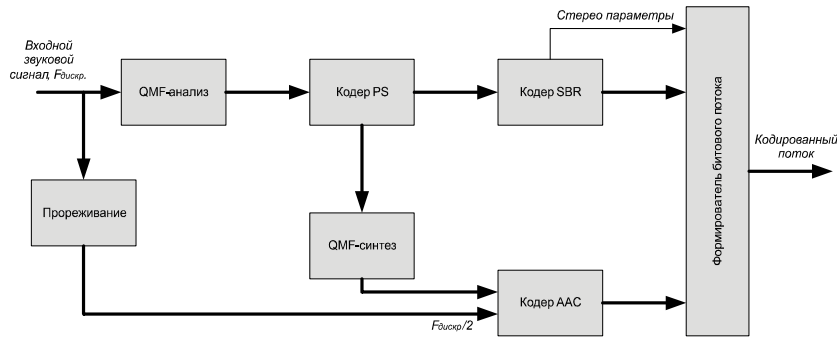 Стерео параметры
Входной
звуковой
сигнал, Fдискр.
QMF-анализ
Кодер PS
Кодер SBR
Формирователь битового потока
Кодированный
поток
Прореживание
QMF-синтез
Кодер AAC
Fдискр/2